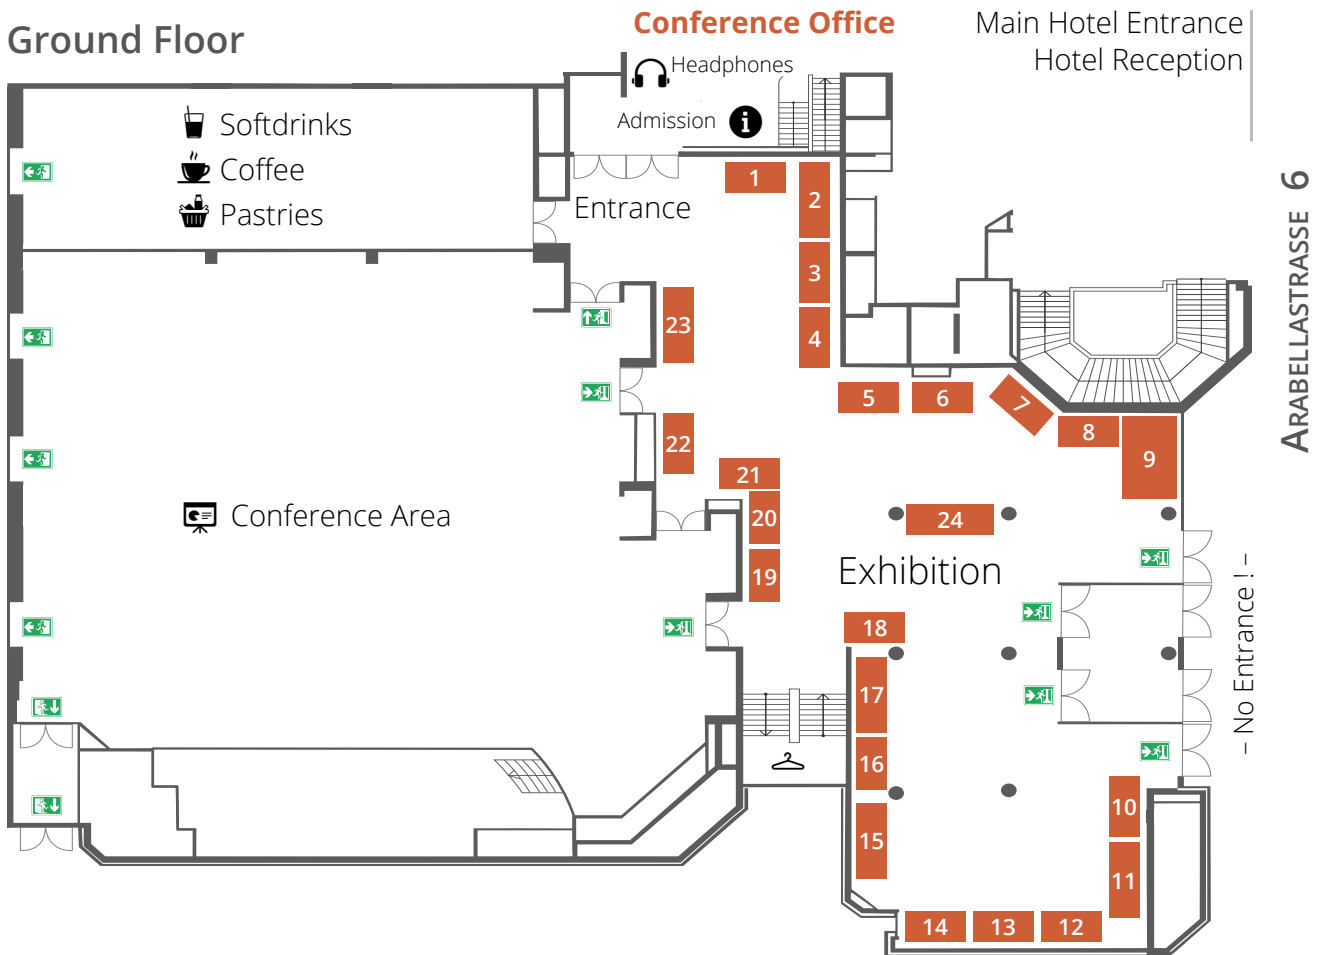 Ground Floor
Conference Office
Main Hotel Entrance
Hotel Reception
Headphones
Admission
Softdrinks
Coffee
Pastries
Entrance
ARABELLASTRASSE 6
1
2
3
4
5
6
7
8
9
23
22
21
20
19
24
Conference Area
Exhibition
– No Entrance ! –
18
17
16
15
10
11
14
13
12